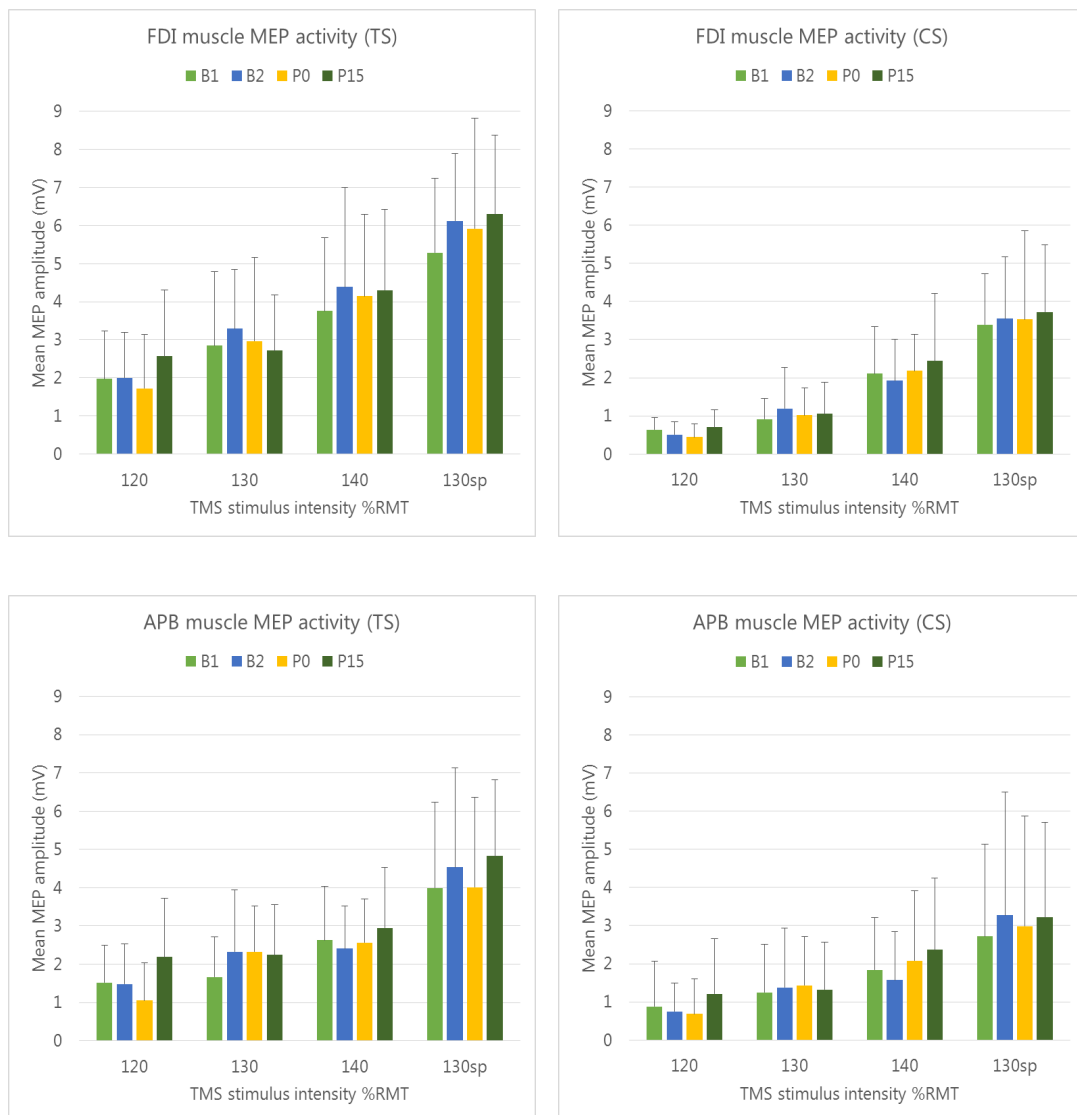 FDI muscle MEP activity (TS)
B1 B2 P0 P15
9
8
7
6
5
4
3
2
1
0
Mean MEP amplitude (mV)
120 130 140 130sp
TMS stimulus intensity %RMT
FDI muscle MEP activity (CS)
B1 B2 P0 P15
9
8
7
6
5
4
3
2
1
0
Mean MEP amplitude (mV)
120 130 140 130sp
TMS stimulus intensity %RMT
APB muscle MEP activity (TS)
B1 B2 P0 P15
9
8
7
6
5
4
3
2
1
0
Mean MEP amplitude (mV)
120 130 140 130sp
TMS stimulus intensity %RMT
APB muscle MEP activity (CS)
B1 B2 P0 P15
9
8
7
6
5
4
3
2
1
0
Mean MEP amplitude (mV)
120 130 140 130sp
TMS stimulus intensity %RMT